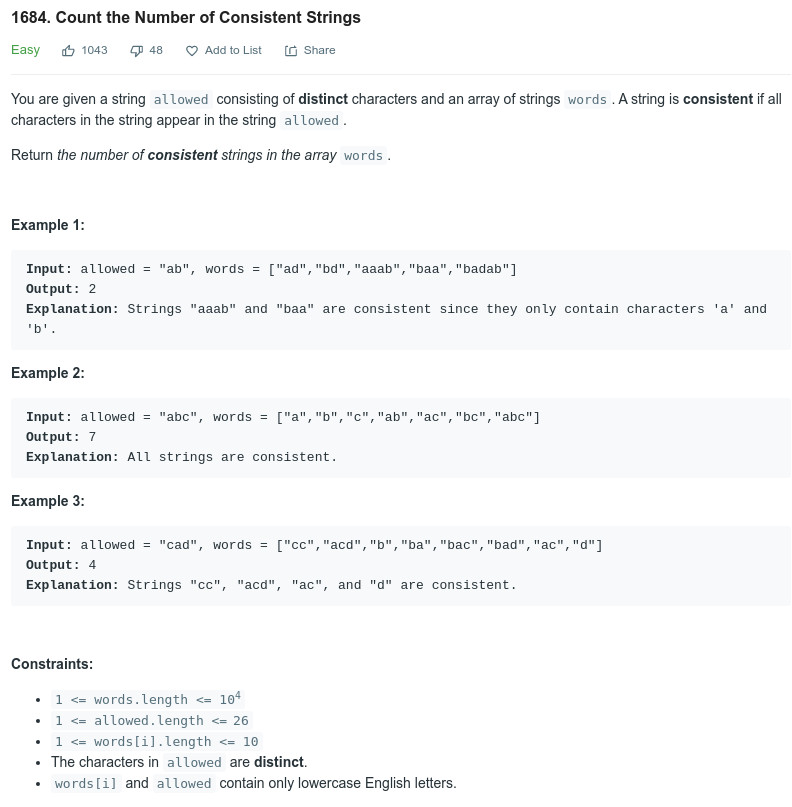 1684. Count the Number of Consistent Strings
Easy 1043 48 Add to List Share
You are given a string allowed consisting of distinct characters and an array of strings words . A string is consistent if all
characters in the string appear in the string allowed .
Return the number of consistent strings in the array words .
Example 1:
Input: allowed = "ab", words = ["ad","bd","aaab","baa","badab"]
Output: 2
Explanation: Strings "aaab" and "baa" are consistent since they only contain characters 'a' and
'b'.
Example 2:
Input: allowed = "abc", words = ["a","b","c","ab","ac","bc","abc"]
Output: 7
Explanation: All strings are consistent.
Example 3:
Input: allowed = "cad", words = ["cc","acd","b","ba","bac","bad","ac","d"]
Output: 4
Explanation: Strings "cc", "acd", "ac", and "d" are consistent.
Constraints:
• 1 <= words.length <= 10⁴
• 1 <= allowed.length <= 26
• 1 <= words[i].length <= 10
• The characters in allowed are distinct.
• words[i] and allowed contain only lowercase English letters.